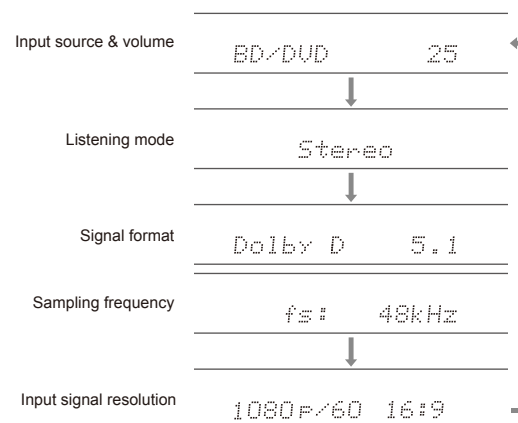 Input source & volume
BD/DVD 25
Listening mode
Stereo
Signal format
Dolby D 5.1
Sampling frequency
fs: 48kHz
Input signal resolution
1080p/60 16:9